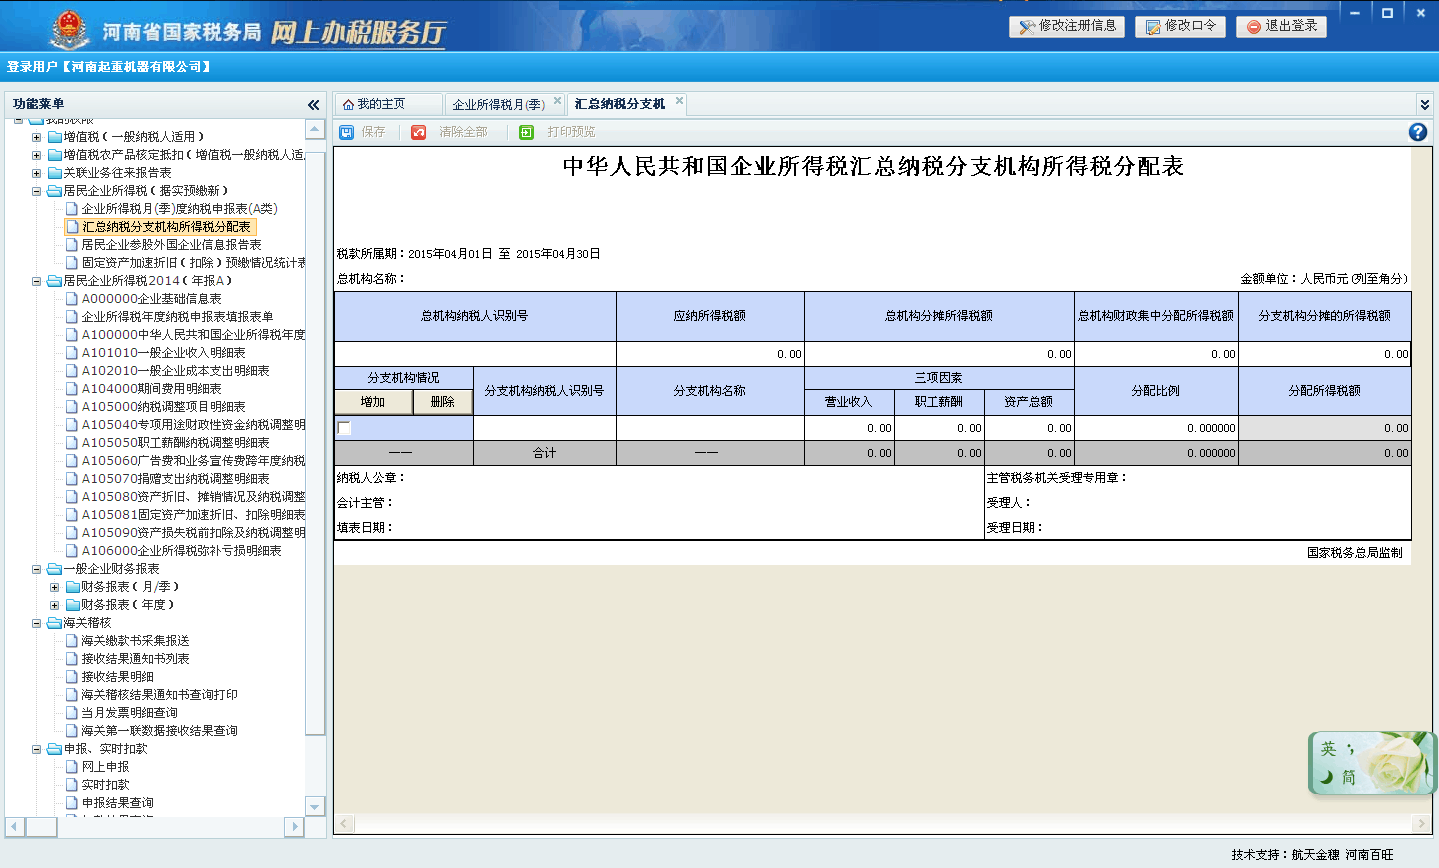 河南省国家税务局 网上办税服务厅
修改注册信息 修改口令 退出登录
登录用户【河南起重机器有限公司】
功能菜单
我的权限
增值税(一般纳税人适用)
增值税农产品核定抵扣(增值税一般纳税人适
关联业务往来报告表
居民企业所得税(据实预缴新)
企业所得税月(季)度纳税申报表(A类)
汇总纳税分支机构所得税分配表
居民企业参股外国企业信息报告表
固定资产加速折旧(扣除)预缴情况统计表
居民企业所得税2014(年报A)
A000000企业基础信息表
企业所得税年度纳税申报表填报表单
A100000中华人民共和国企业所得税年度
A101010一般企业收入明细表
A102010一般企业成本支出明细表
A104000期间费用明细表
A105000纳税调整项目明细表
A105040专项用途财政性资金纳税调整明
A105050职工薪酬纳税调整明细表
A105060广告费和业务宣传费跨年度纳税
A105070捐赠支出纳税调整明细表
A105080资产折旧、摊销情况及纳税调整
A105081固定资产加速折旧、扣除明细表
A105090资产损失税前扣除及纳税调整明
A106000企业所得税弥补亏损明细表
一般企业财务报表
财务报表(月/季)
财务报表(年度)
海关稽核
海关缴款书采集报送
接收结果通知书列表
接收结果明细
海关稽核结果通知书查询打印
当月发票明细查询
海关第一联数据接收结果查询
申报、实时扣款
网上申报
实时扣款
申报结果查询
我的主页 企业所得税月(季) 汇总纳税分支机
保存 清除全部 打印预览
中华人民共和国企业所得税汇总纳税分支机构所得税分配表
税款所属期:2015年04月01日 至 2015年04月30日
总机构名称:
金额单位:人民币元(列至角分)
总机构纳税人识别号 应纳所得税额 总机构分摊所得税额 总机构财政集中分配所得税额 分支机构分摊的所得税额
0.00 0.00 0.00 0.00
分支机构情况 分支机构纳税人识别号 分支机构名称 三项因素 分配比例 分配所得税额
增加 删除 营业收入 职工薪酬 资产总额
0.00 0.00 0.00 0.000000 0.00
—— 合计 —— 0.00 0.00 0.00 0.000000 0.00
纳税人公章: 主管税务机关受理专用章:
会计主管: 受理人:
填表日期: 受理日期:
国家税务总局监制
英 ;
简
技术支持:航天金穗 河南百旺